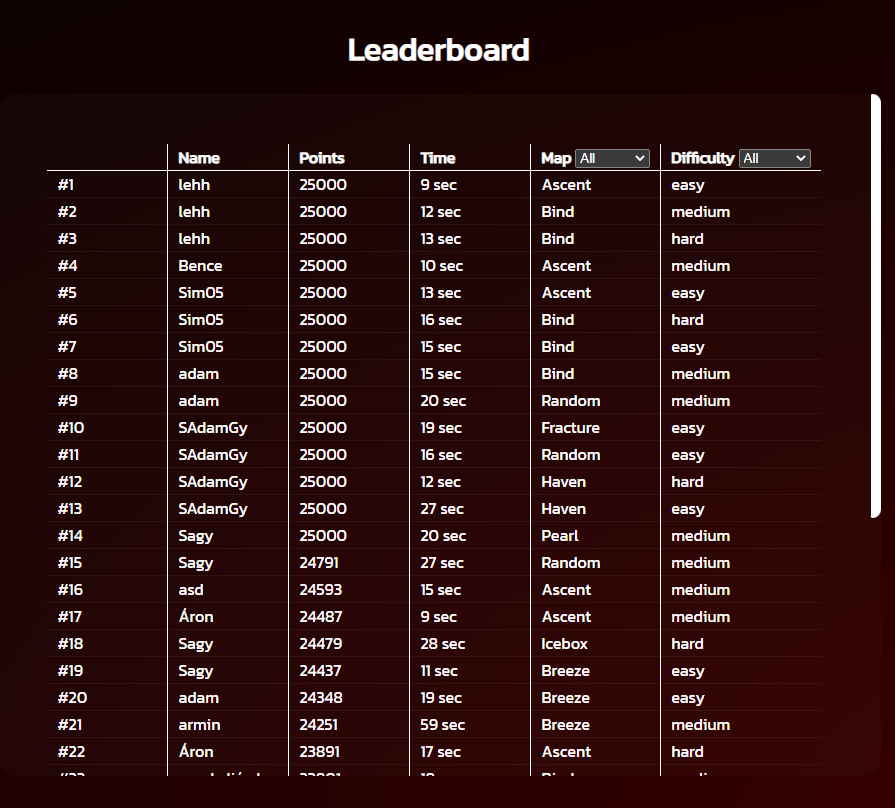 Leaderboard
Name Points Time Map All Difficulty All
#1 lehh 25000 9 sec Ascent easy
#2 lehh 25000 12 sec Bind medium
#3 lehh 25000 13 sec Bind hard
#4 Bence 25000 10 sec Ascent medium
#5 Sim05 25000 13 sec Ascent easy
#6 Sim05 25000 16 sec Bind hard
#7 Sim05 25000 15 sec Bind easy
#8 adam 25000 15 sec Bind medium
#9 adam 25000 20 sec Random medium
#10 SAdamGy 25000 19 sec Fracture easy
#11 SAdamGy 25000 16 sec Random easy
#12 SAdamGy 25000 12 sec Haven hard
#13 SAdamGy 25000 27 sec Haven easy
#14 Sagy 25000 20 sec Pearl medium
#15 Sagy 24791 27 sec Random medium
#16 asd 24593 15 sec Ascent medium
#17 Áron 24487 9 sec Ascent medium
#18 Sagy 24479 28 sec Icebox hard
#19 Sagy 24437 11 sec Breeze easy
#20 adam 24348 19 sec Breeze easy
#21 armin 24251 59 sec Breeze medium
#22 Áron 23891 17 sec Ascent hard